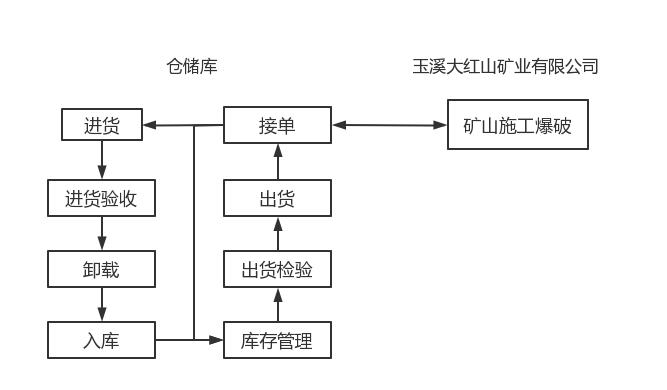 仓储库
玉溪大红山矿业有限公司
进货
接单
矿山施工爆破
进货验收
出货
卸载
出货检验
入库
库存管理